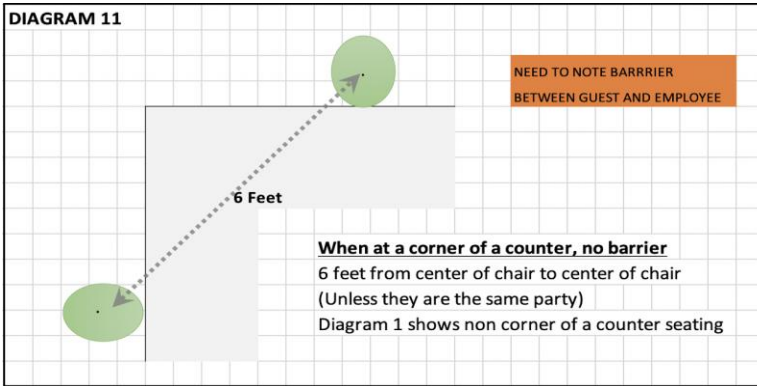 DIAGRAM 11
NEED TO NOTE BARRRIER
BETWEEN GUEST AND EMPLOYEE
6 Feet
When at a corner of a counter, no barrier
6 feet from center of chair to center of chair
(Unless they are the same party)
Diagram 1 shows non corner of a counter seating